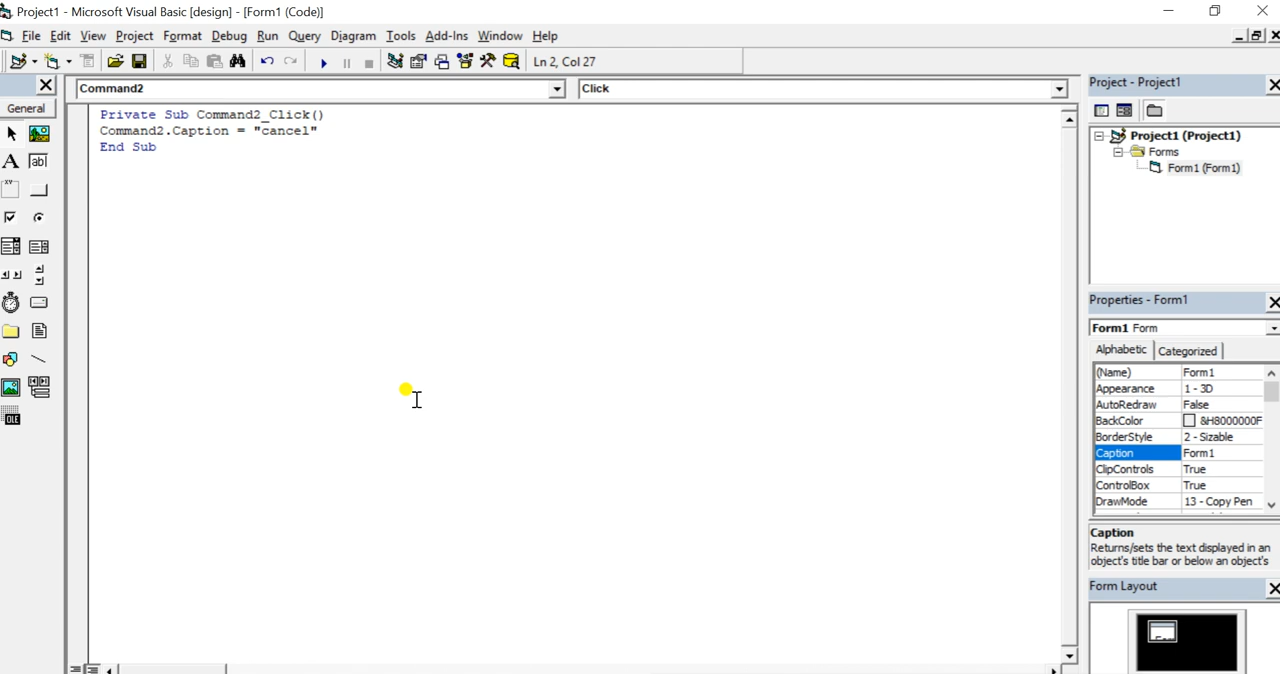 Project1 - Microsoft Visual Basic [design] - [Form1 (Code)]
File Edit View Project Format Debug Run Query Diagram Tools Add-Ins Window Help
Ln 2, Col 27
General
Command2
Click
Private Sub Command2_Click()
Command2.Caption = "cancel"
End Sub
A
ab|
XY
OLE
Project - Project1
Project1 (Project1)
Forms
Form1 (Form1)
Properties - Form1
Form1 Form
Alphabetic Categorized
(Name) Form1
Appearance 1 - 3D
AutoRedraw False
BackColor &H8000000F
BorderStyle 2 - Sizable
Caption Form1
ClipControls True
ControlBox True
DrawMode 13 - Copy Pen
Caption
Returns/sets the text displayed in an
object's title bar or below an object's
Form Layout